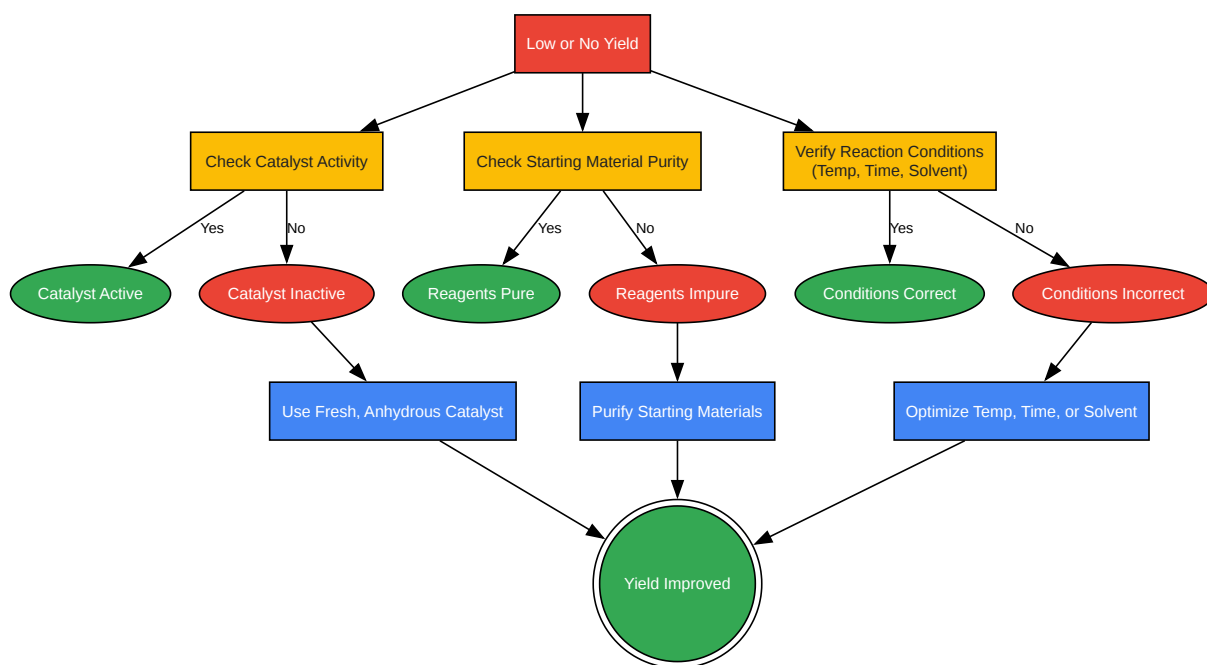 Low or No Yield
Check Catalyst Activity
Check Starting Material Purity
Verify Reaction Conditions
(Temp, Time, Solvent)
Yes
No
Yes
No
Yes
No
Catalyst Active
Catalyst Inactive
Reagents Pure
Reagents Impure
Conditions Correct
Conditions Incorrect
Use Fresh, Anhydrous Catalyst
Purify Starting Materials
Optimize Temp, Time, or Solvent
Yield Improved